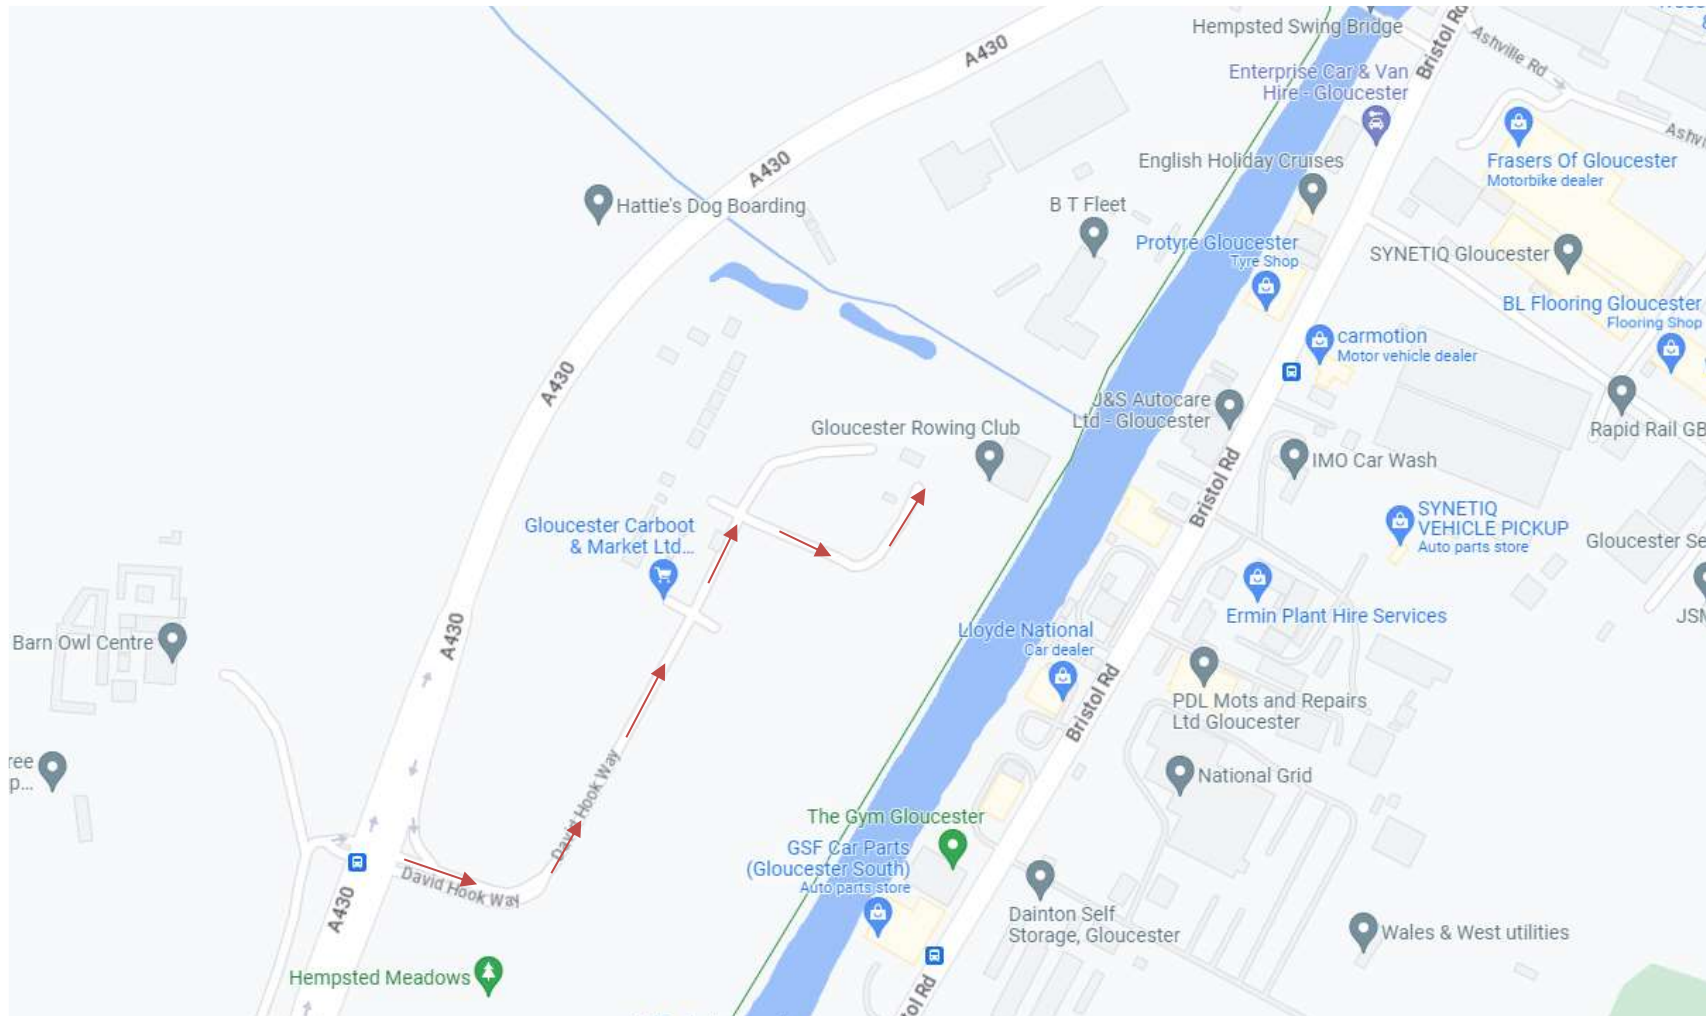 Hempsted Swing Bridge
Bristol Rd
Ashville Rd
A430
Enterprise Car & Van
Hire - Gloucester
Frasers Of Gloucester
Motorbike dealer
English Holiday Cruises
A430
Hattie's Dog Boarding
B T Fleet
Protyre Gloucester
Tyre Shop
SYNETIQ Gloucester
BL Flooring Gloucester
Flooring Shop
carmotion
Motor vehicle dealer
A430
J&S Autocare
Ltd - Gloucester
Gloucester Rowing Club
Rapid Rail GB
IMO Car Wash
Bristol Rd
Gloucester Carboot
& Market Ltd...
SYNETIQ
VEHICLE PICKUP
Auto parts store
Gloucester Se
Ermin Plant Hire Services
JSM
Barn Owl Centre
A430
Lloyde National
Car dealer
Bristol Rd
PDL Mots and Repairs
Ltd Gloucester
ree
p...
National Grid
David Hook Way
The Gym Gloucester
GSF Car Parts
(Gloucester South)
Auto parts store
David Hook Way
A430
Dainton Self
Storage, Gloucester
Wales & West utilities
Hempsted Meadows
tol Rd